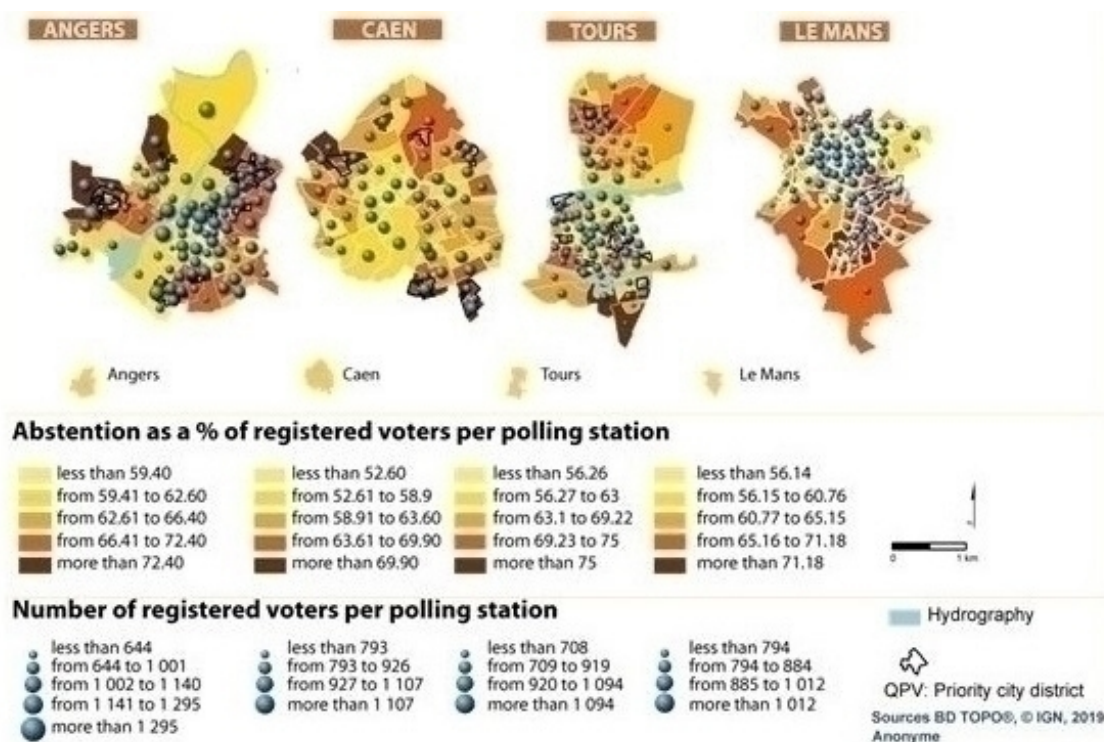 ANGERS
CAEN
TOURS
LE MANS
Angers
Caen
Tours
Le Mans
Abstention as a % of registered voters per polling station
less than 59.40
from 59.41 to 62.60
from 62.61 to 66.40
from 66.41 to 72.40
more than 72.40
less than 52.60
from 52.61 to 58.9
from 58.91 to 63.60
from 63.61 to 69.90
more than 69.90
less than 56.26
from 56.27 to 63
from 63.1 to 69.22
from 69.23 to 75
more than 75
less than 56.14
from 56.15 to 60.76
from 60.77 to 65.15
from 65.16 to 71.18
more than 71.18
0 1 km
Number of registered voters per polling station
less than 644
from 644 to 1 001
from 1 002 to 1 140
from 1 141 to 1 295
more than 1 295
less than 793
from 793 to 926
from 927 to 1 107
more than 1 107
less than 708
from 709 to 919
from 920 to 1 094
more than 1 094
less than 794
from 794 to 884
from 885 to 1 012
more than 1 012
Hydrography
QPV: Priority city district
Sources BD TOPO®, © IGN, 2019
Anonyme